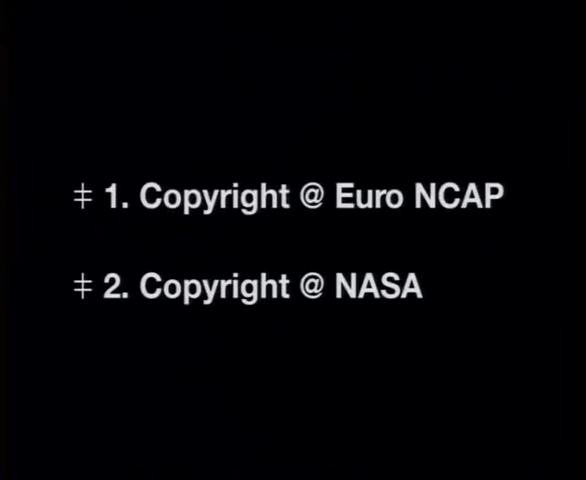 ⧧ 1. Copyright @ Euro NCAP
⧧ 2. Copyright @ NASA